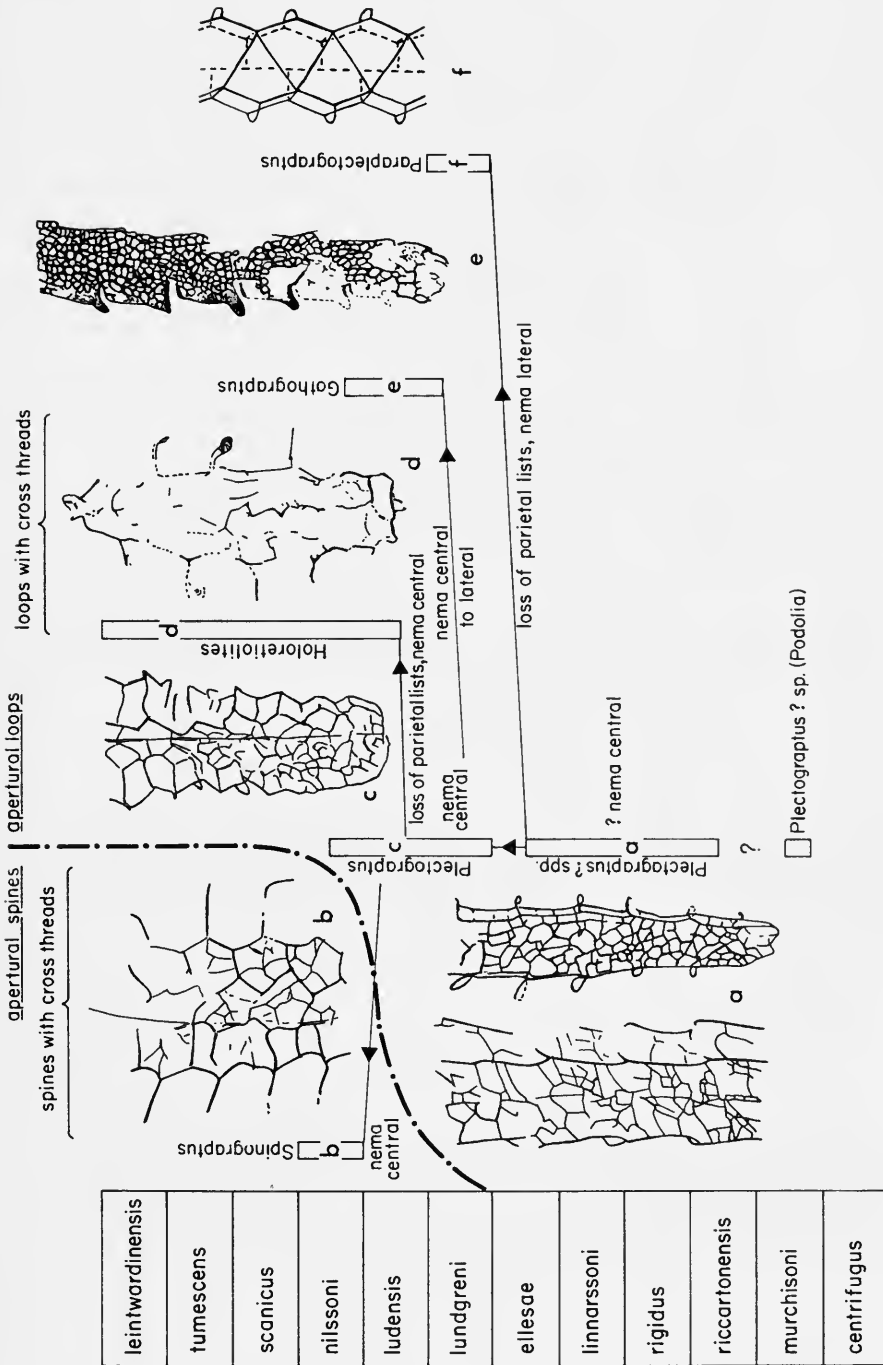 apertural spines
apertural loops
spines with cross threads
loops with cross threads
leintwardinensis
tumescens
scanicus
nilssoni
ludensis
lundgreni
ellesae
linnarssoni
rigidus
riccartonensis
murchisoni
centrifugus
Spinograptus
b
b
nema
central
c
Plectograptus
c
nema
central
Holoretiolites
d
d
loss of parietal lists, nema central
Gothograptus
e
e
nema central
to lateral
Paraplectograptus
f
f
loss of parietal lists, nema lateral
Plectograptus? spp.
a
? nema central
a
?
Plectograptus ? sp. (Podolia)